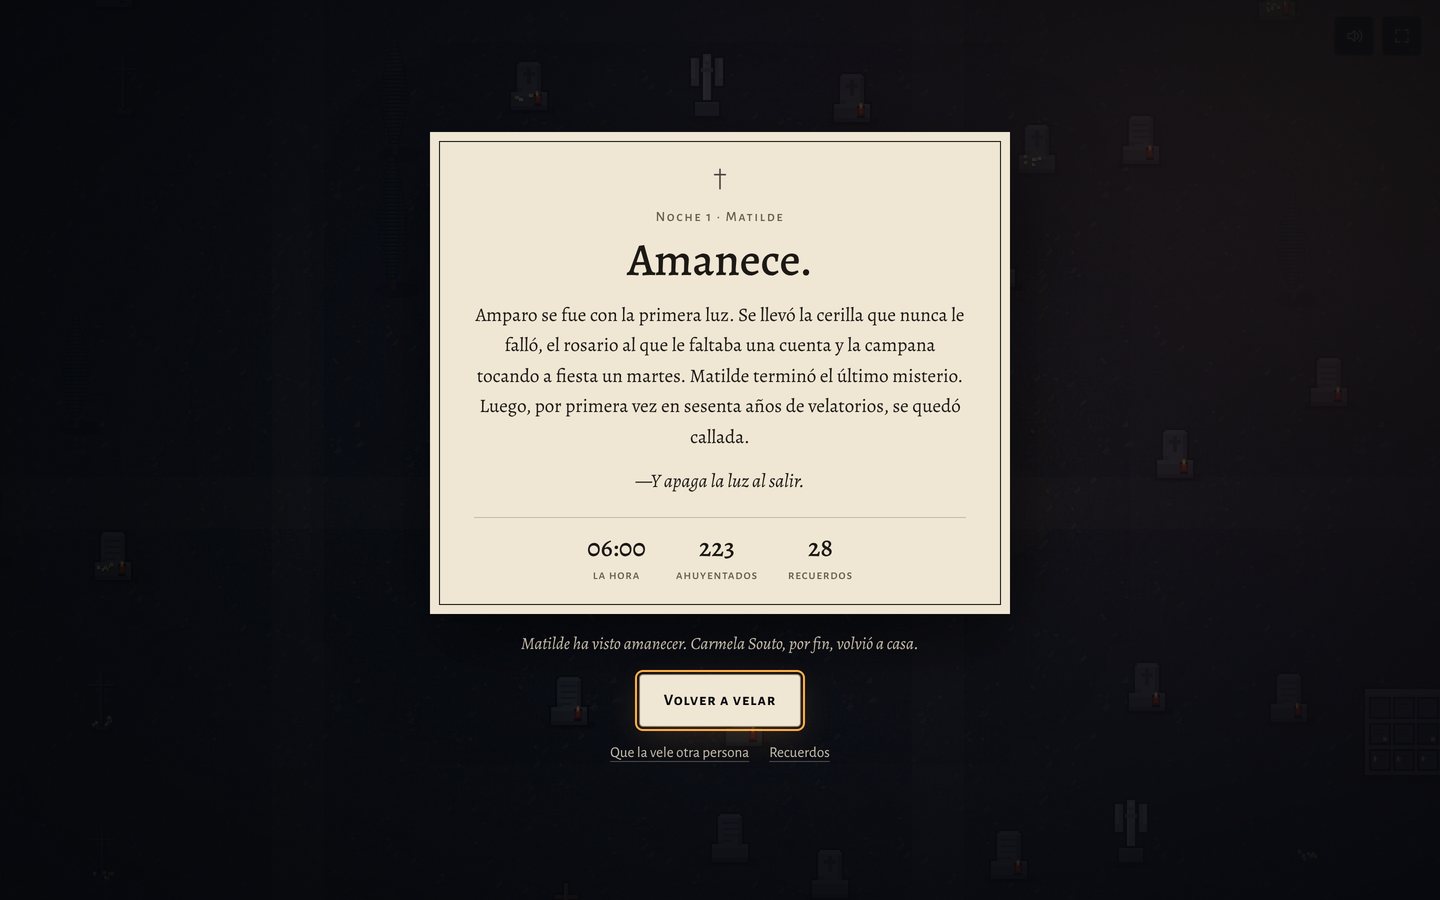 Noche 1 · Matilde
Amanece.
Amparo se fue con la primera luz. Se llevó la cerilla que nunca le
falló, el rosario al que le faltaba una cuenta y la campana
tocando a fiesta un martes. Matilde terminó el último misterio.
Luego, por primera vez en sesenta años de velatorios, se quedó
callada.
—Y apaga la luz al salir.
06:00 223 28
LA HORA AHUYENTADOS RECUERDOS
Matilde ha visto amanecer. Carmela Souto, por fin, volvió a casa.
Volver a velar
Que la vele otra persona Recuerdos